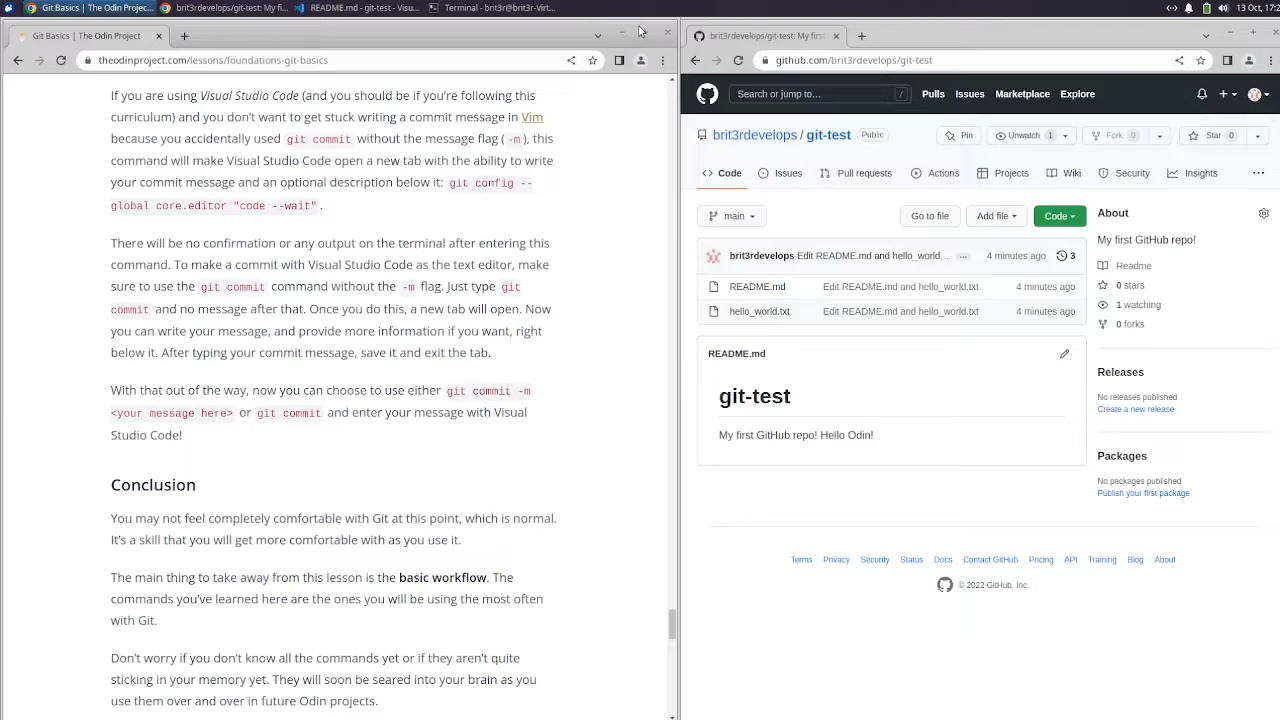 Git Basics | The Odin Projec...
brit3rdevelops/git-test: My fi...
README.md - git-test - Visu...
Terminal - brit3r@brit3r-Virt...
13 Oct, 17:2
Git Basics | The Odin Project
theodinproject.com/lessons/foundations-git-basics
If you are using Visual Studio Code (and you should be if you're following this
curriculum) and you don't want to get stuck writing a commit message in Vim
because you accidentally used git commit without the message flag ( -m ), this
command will make Visual Studio Code open a new tab with the ability to write
your commit message and an optional description below it: git config --
global core.editor "code --wait" .
There will be no confirmation or any output on the terminal after entering this
command. To make a commit with Visual Studio Code as the text editor, make
sure to use the git commit command without the -m flag. Just type git
commit and no message after that. Once you do this, a new tab will open. Now
you can write your message, and provide more information if you want, right
below it. After typing your commit message, save it and exit the tab.
With that out of the way, now you can choose to use either git commit -m
<your message here> or git commit and enter your message with Visual
Studio Code!
Conclusion
You may not feel completely comfortable with Git at this point, which is normal.
It's a skill that you will get more comfortable with as you use it.
The main thing to take away from this lesson is the basic workflow. The
commands you've learned here are the ones you will be using the most often
with Git.
Don't worry if you don't know all the commands yet or if they aren't quite
sticking in your memory yet. They will soon be seared into your brain as you
use them over and over in future Odin projects.
brit3rdevelops/git-test: My first
github.com/brit3rdevelops/git-test
Search or jump to... /
Pulls Issues Marketplace Explore
brit3rdevelops / git-test Public
Pin Unwatch 1 Fork 0 Star 0
Code Issues Pull requests Actions Projects Wiki Security Insights
main Go to file Add file Code
brit3rdevelops Edit README.md and hello_world... ... 4 minutes ago 3
README.md Edit README.md and hello_world.txt 4 minutes ago
hello_world.txt Edit README.md and hello_world.txt 4 minutes ago
README.md
git-test
My first GitHub repo! Hello Odin!
About
My first GitHub repo!
Readme
0 stars
1 watching
0 forks
Releases
No releases published
Create a new release
Packages
No packages published
Publish your first package
Terms Privacy Security Status Docs Contact GitHub Pricing API Training Blog About
© 2022 GitHub, Inc.